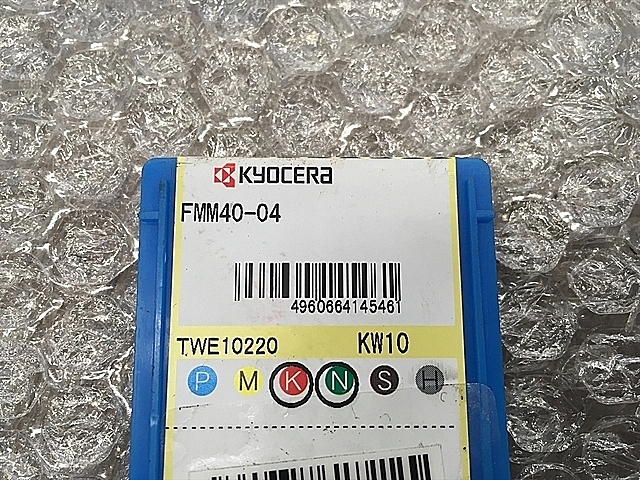 KYOCERA
FMM40-04
4960664145461
TWE10220 KW10
P M K N S H
C